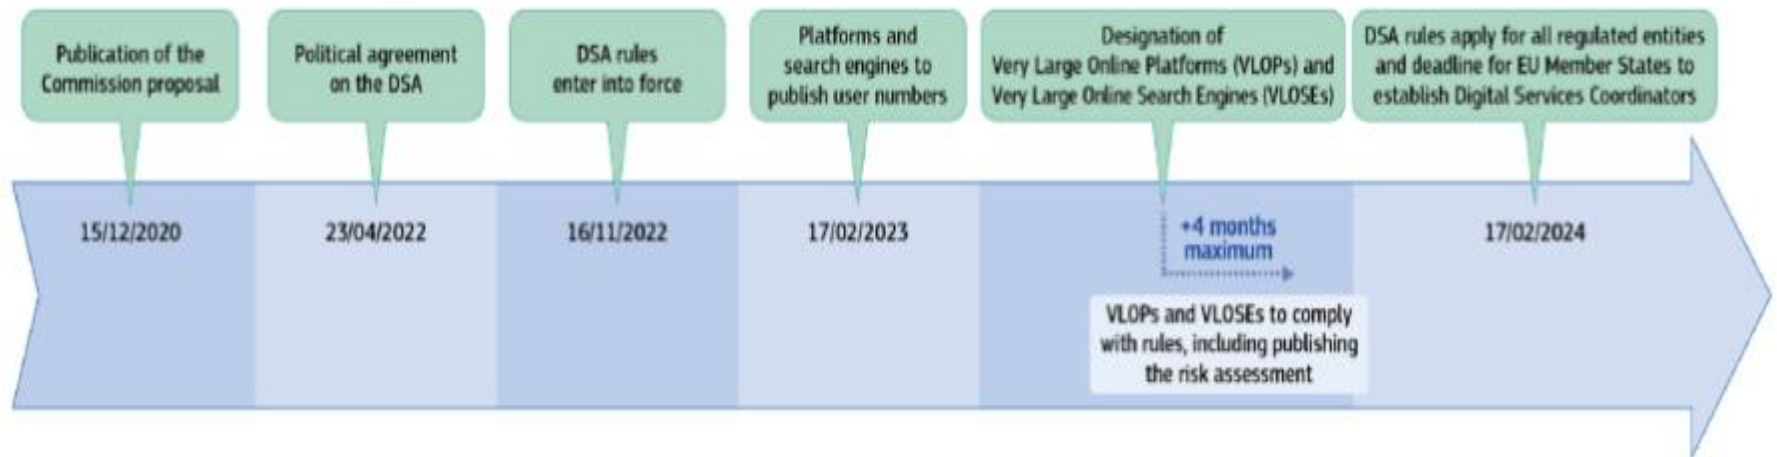 Publication of the
Commission proposal
Political agreement
on the DSA
DSA rules
enter into force
Platforms and
search engines to
publish user numbers
Designation of
Very Large Online Platforms (VLOPs) and
Very Large Online Search Engines (VLOSEs)
DSA rules apply for all regulated entities
and deadline for EU Member States to
establish Digital Services Coordinators
15/12/2020
23/04/2022
16/11/2022
17/02/2023
+4 months
maximum
VLOPs and VLOSEs to comply
with rules, including publishing
the risk assessment
17/02/2024